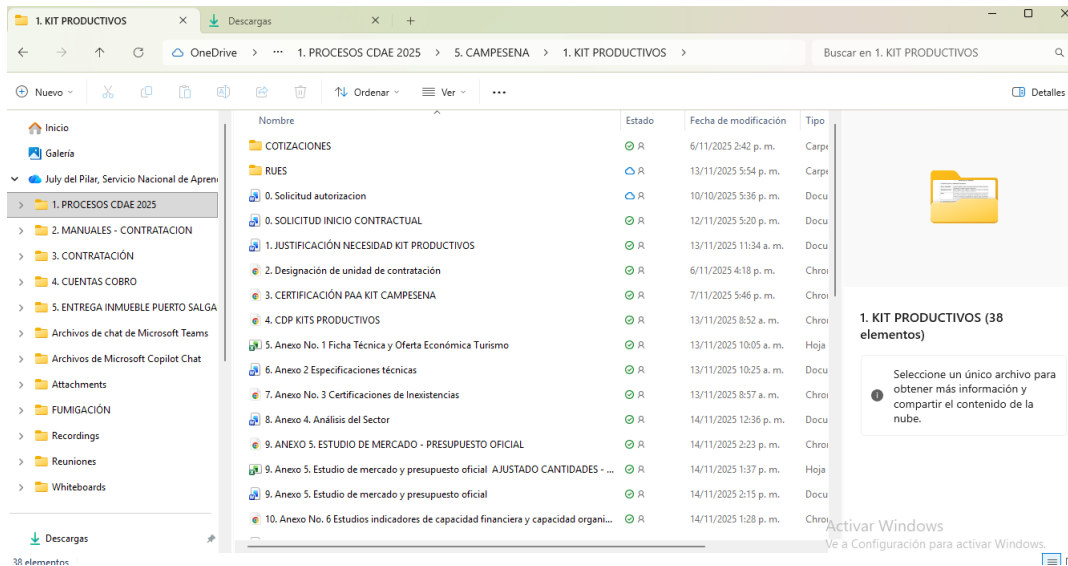 1. KIT PRODUCTIVOS
Descargas
OneDrive > ... 1. PROCESOS CDAE 2025 > 5. CAMPESENA > 1. KIT PRODUCTIVOS >
Buscar en 1. KIT PRODUCTIVOS
Nuevo
Ordenar
Ver
...
Detalles
Inicio
Galería
July del Pilar, Servicio Nacional de Apren
1. PROCESOS CDAE 2025
2. MANUALES - CONTRATACION
3. CONTRATACIÓN
4. CUENTAS COBRO
5. ENTREGA INMUEBLE PUERTO SALGA
Archivos de chat de Microsoft Teams
Archivos de Microsoft Copilot Chat
Attachments
FUMIGACIÓN
Recordings
Reuniones
Whiteboards
Descargas
38 elementos
Nombre Estado Fecha de modificación Tipo
COTIZACIONES 6/11/2025 2:42 p. m. Carpe
RUES 13/11/2025 5:54 p. m. Carpe
0. Solicitud autorizacion 10/10/2025 5:36 p. m. Docu
0. SOLICITUD INICIO CONTRACTUAL 12/11/2025 5:20 p. m. Docu
1. JUSTIFICACIÓN NECESIDAD KIT PRODUCTIVOS 13/11/2025 11:34 a. m. Docu
2. Designación de unidad de contratación 6/11/2025 4:18 p. m. Chro
3. CERTIFICACIÓN PAA KIT CAMPESENA 7/11/2025 5:46 p. m. Chro
4. CDP KITS PRODUCTIVOS 13/11/2025 8:52 a. m. Chro
5. Anexo No. 1 Ficha Técnica y Oferta Económica Turismo 13/11/2025 10:05 a. m. Hoja
6. Anexo 2 Especificaciones técnicas 13/11/2025 10:25 a. m. Docu
7. Anexo No. 3 Certificaciones de Inexistencias 13/11/2025 8:57 a. m. Chro
8. Anexo 4. Análisis del Sector 14/11/2025 12:36 p. m. Docu
9. ANEXO 5. ESTUDIO DE MERCADO - PRESUPUESTO OFICIAL 14/11/2025 2:23 p. m. Chro
9. Anexo 5. Estudio de mercado y presupuesto oficial AJUSTADO CANTIDADES - ... 14/11/2025 1:37 p. m. Hoja
9. Anexo 5. Estudio de mercado y presupuesto oficial 14/11/2025 2:15 p. m. Docu
10. Anexo No. 6 Estudios indicadores de capacidad financiera y capacidad organi... 14/11/2025 1:28 p. m. Chro
1. KIT PRODUCTIVOS (38
elementos)
Seleccione un único archivo para
obtener más información y
compartir el contenido de la
nube.
Activar Windows
Ve a Configuración para activar Windows.